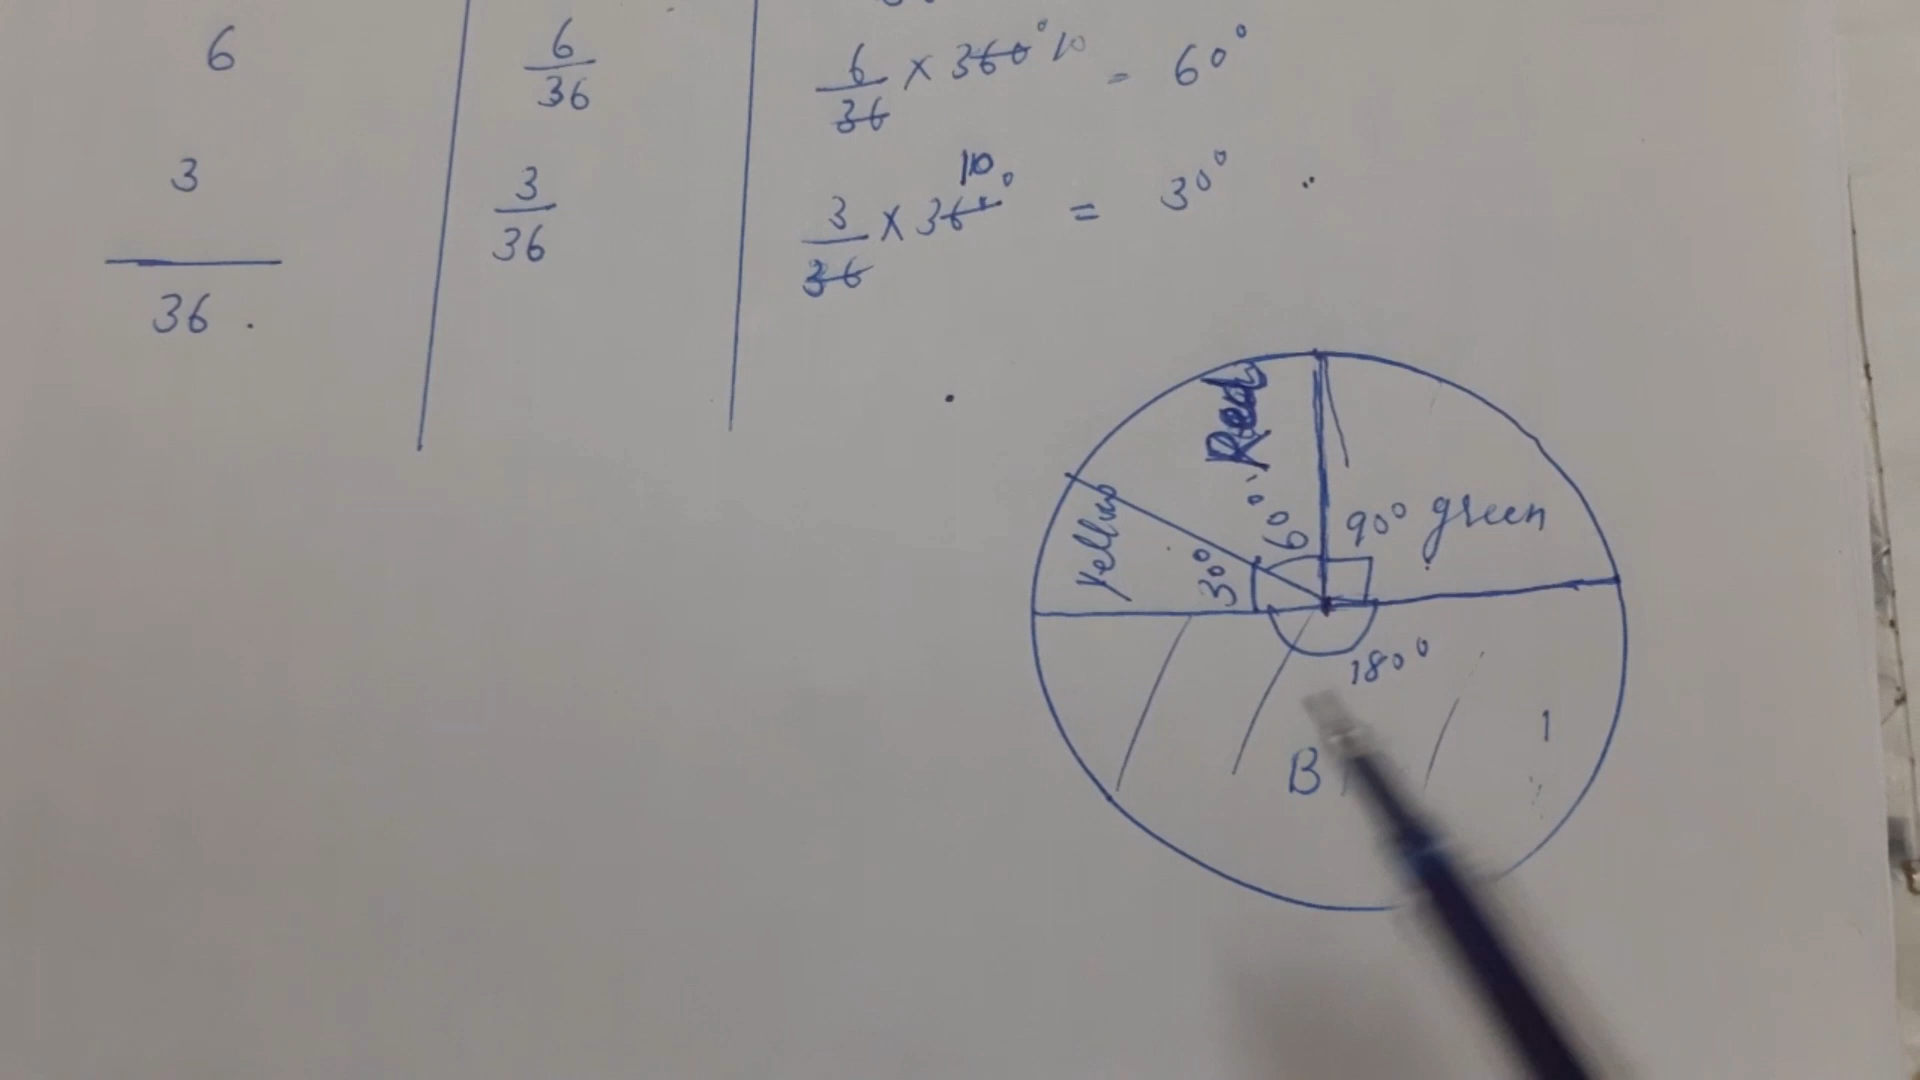 6
6/36
6/36 × 360° 10 = 60°
3
3/36
3/36 × 360° 10 = 30°
36.
Red
60°
90° green
Yellow
30°
180°
B